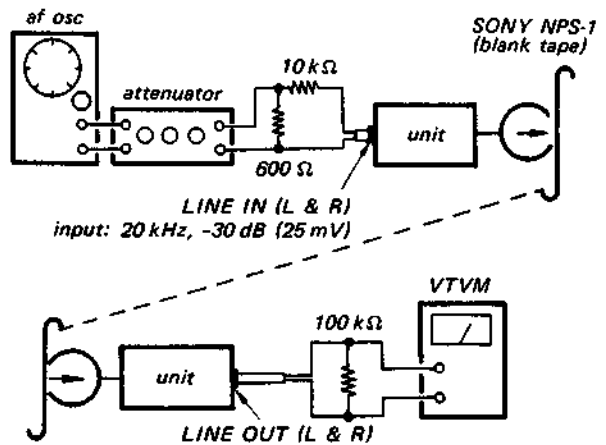 af osc
attenuator
10 kΩ
600 Ω
unit
SONY NPS-1
(blank tape)
LINE IN (L & R)
input: 20 kHz, -30 dB (25 mV)
unit
100 kΩ
VTVM
LINE OUT (L & R)